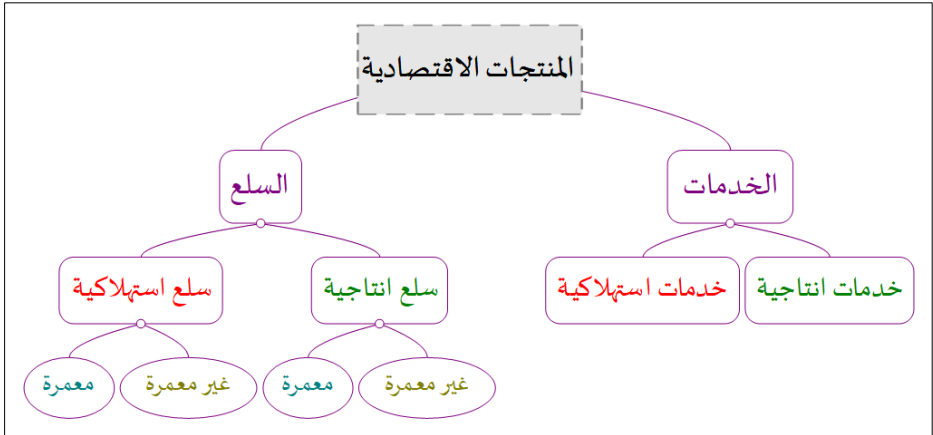 المنتجات الاقتصادية
الخدمات
السلع
خدمات انتاجية
خدمات استهلاكية
سلع انتاجية
سلع استهلاكية
غير معمرة
معمرة
غير معمرة
معمرة